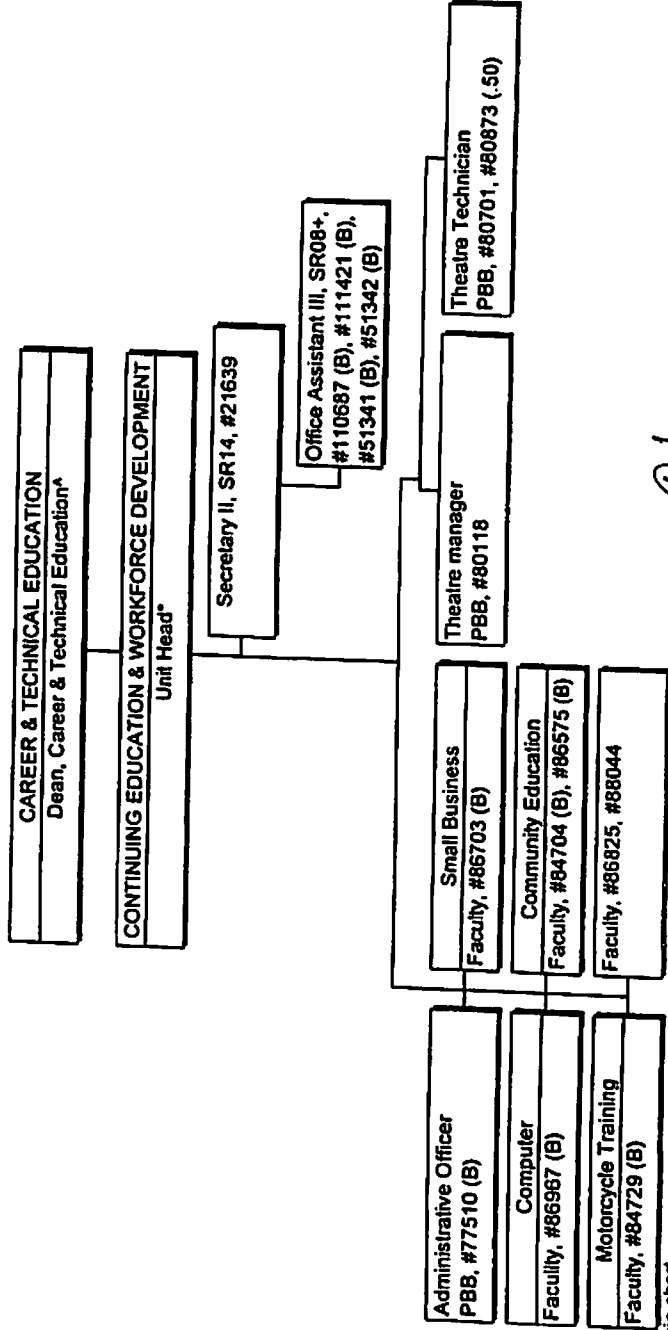 CAREER & TECHNICAL EDUCATION
Dean, Career & Technical Education^
CONTINUING EDUCATION & WORKFORCE DEVELOPMENT
Unit Head*
Secretary II, SR14, #21639
Office Assistant III, SR08+,
#110687 (B), #111421 (B),
#51341 (B), #51342 (B)
Administrative Officer
PBB, #77510 (B)
Small Business
Faculty, #86703 (B)
Computer
Faculity, #86967 (B)
Community Education
Faculty, #84704 (B), #86575 (B)
Motorcycle Training
Faculty, #84729 (B)
Faculty, #86825, #88044
Theatre manager
PBB, #80118
Theatre Technician
PBB, #80701, #80873 (.50)
chart